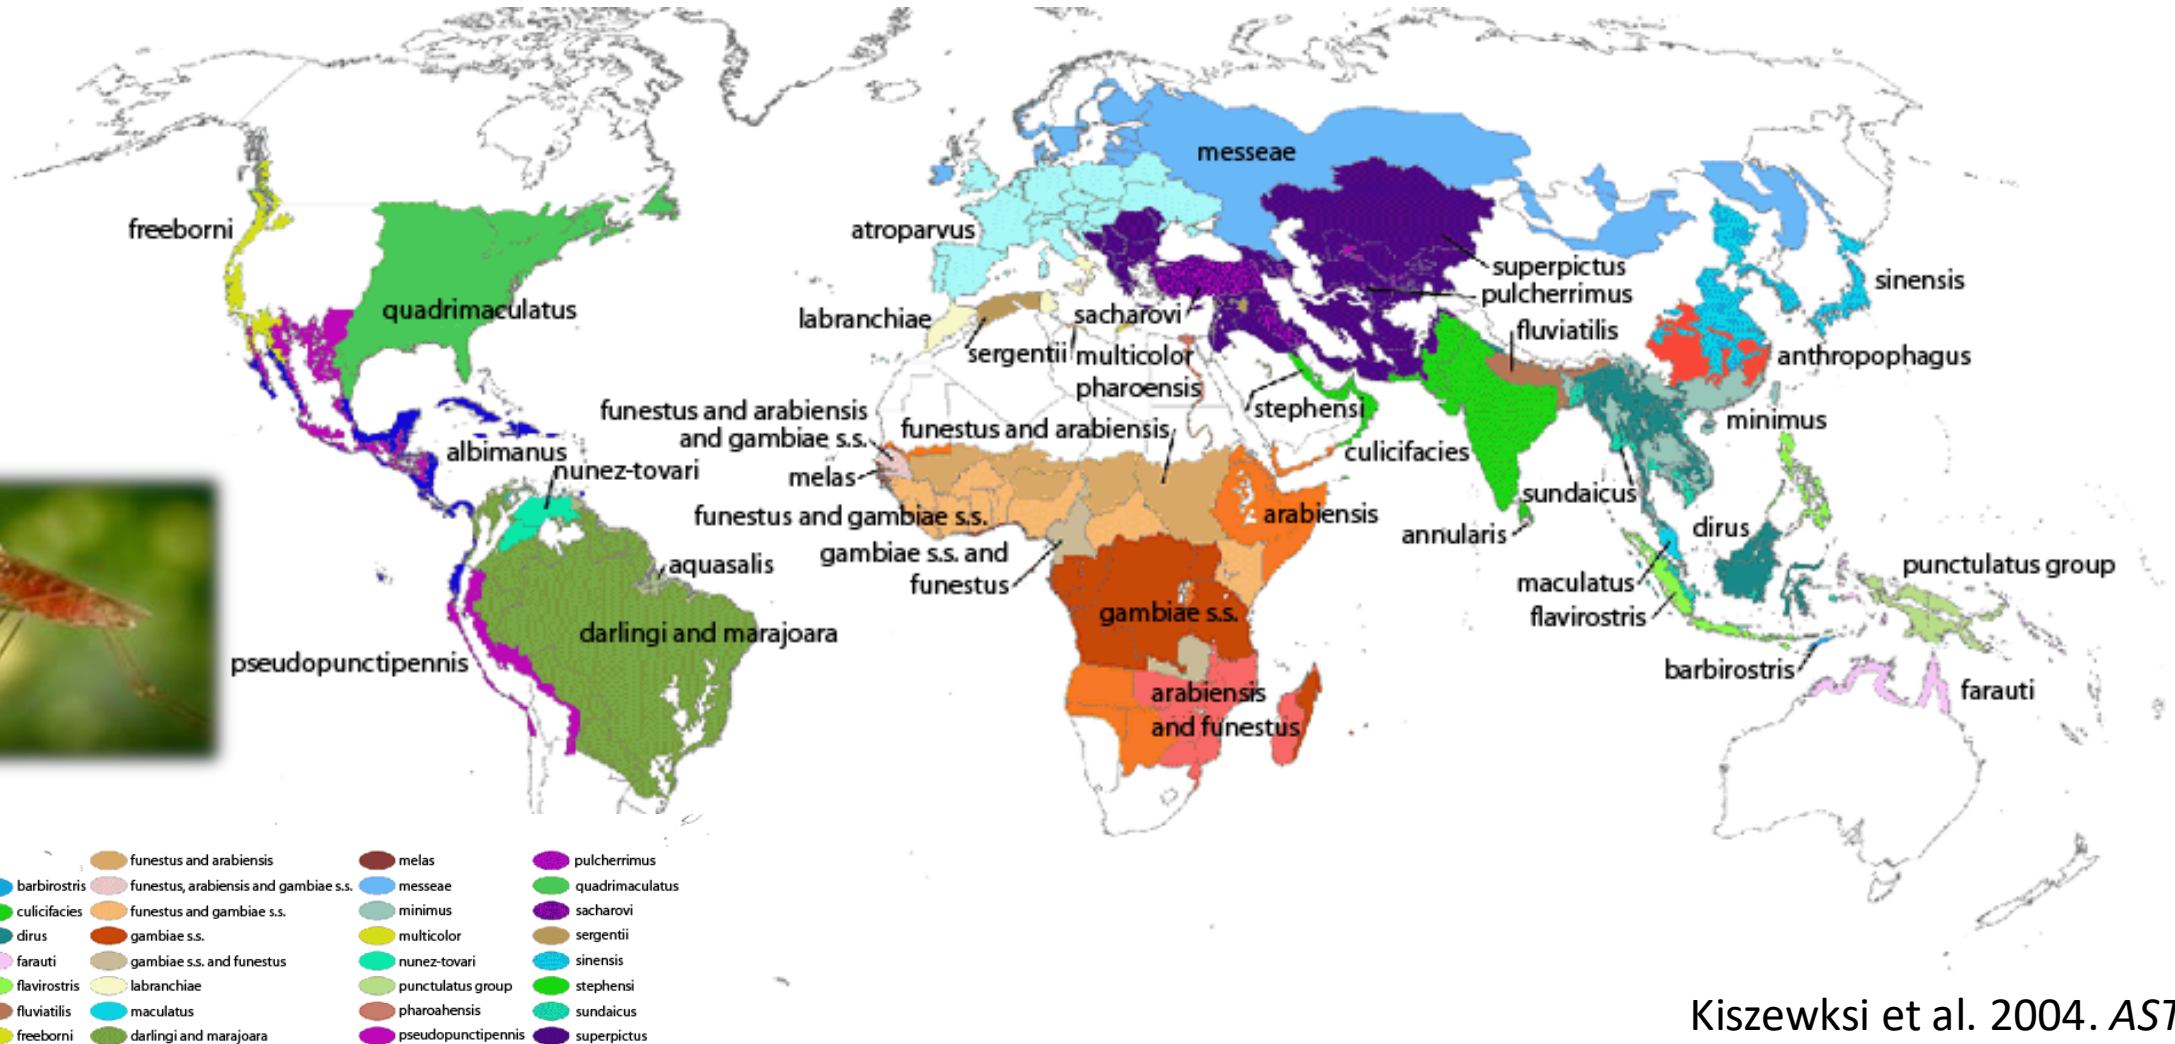 messeae
freeborni
atroparvus
superpictus
pulcherrimus
sinensis
quadrimaculatus
labranchiae
sacharovi
fluviatilis
sergentii
multicolor
pharoensis
anthropophagus
stephensi
funestus and arabiensis
and gambiae s.s.
funestus and arabiensis
minimus
albimanus
nunez-tovari
melas
culicifacies
sundaicus
funestus and gambiae s.s.
arabiensis
annularis
dirus
gambiae s.s. and
funestus
aquasalis
punctulatus group
maculatus
flavirostris
gambiae s.s.
darlingi and marajoara
pseudopunctipennis
barbirostris
farauti
arabiensis
and funestus
barbirostris
culicifacies
dirus
farauti
flavirostris
fluviatilis
freeborni
funestus and arabiensis
funestus, arabiensis and gambiae s.s.
funestus and gambiae s.s.
gambiae s.s.
gambiae s.s. and funestus
labranchiae
maculatus
darlingi and marajoara
melas
messeae
minimus
multicolor
nunez-tovari
punctulatus group
pharoahensis
pseudopunctipennis
pulcherrimus
quadrimaculatus
sacharovi
sergentii
sinensis
stephensi
sundaicus
superpictus
Kiszewksi et al. 2004. AST